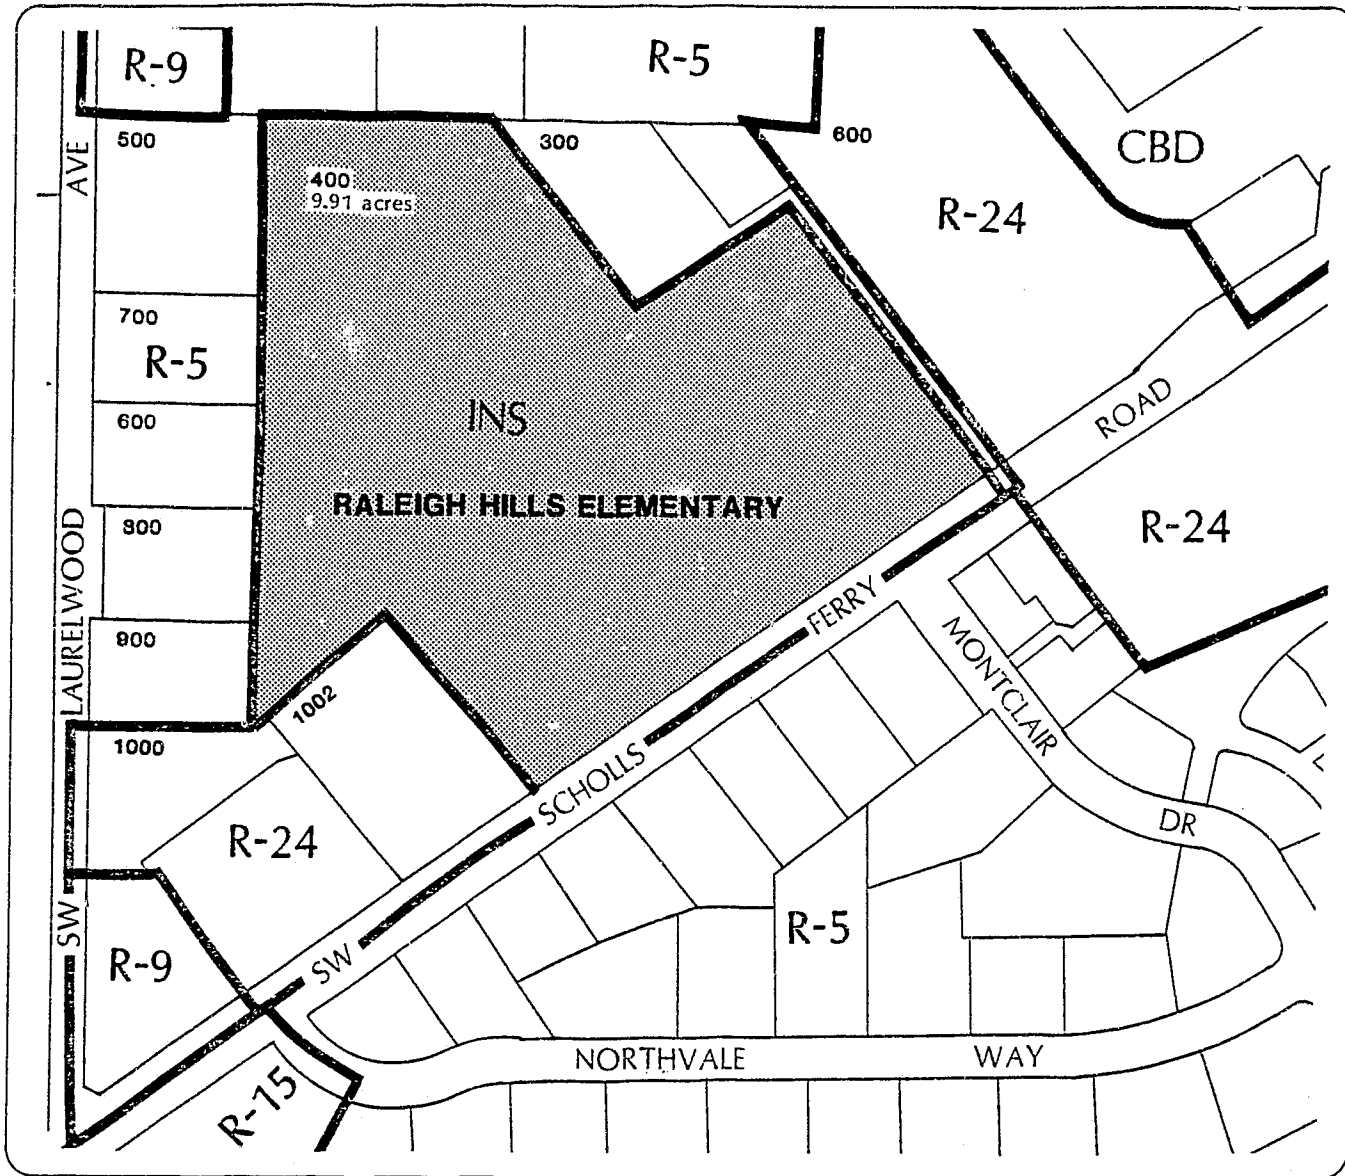 R-9
R-5
500
300
600
CBD
AVE
400
9.91 acres
R-24
700
R-5
600
INS
ROAD
RALEIGH HILLS ELEMENTARY
800
R-24
LAURELWOOD
FERRY
900
MONTCLAIR
1002
1000
SCHOLLS
R-24
DR
SW
R-5
SW
R-9
NORTHVALE WAY
R-15